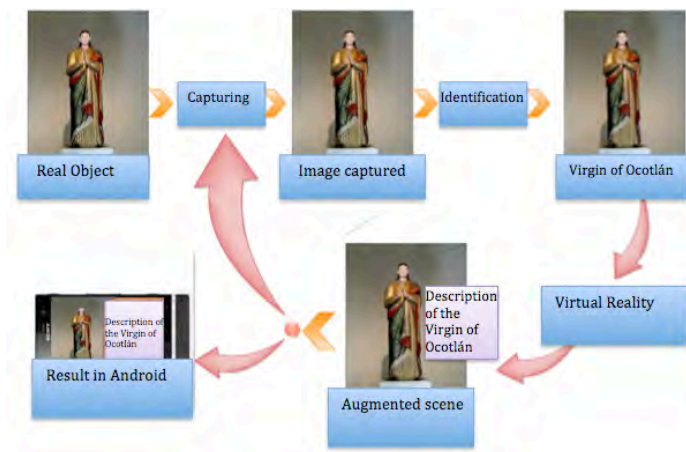 Capturing
Identification
Real Object
Image captured
Virgin of Ocotlán
Virtual Reality
Description
of the
Virgin of
Ocotlán
Augmented scene
Description of
the Virgin of
Ocotlán
Result in Android